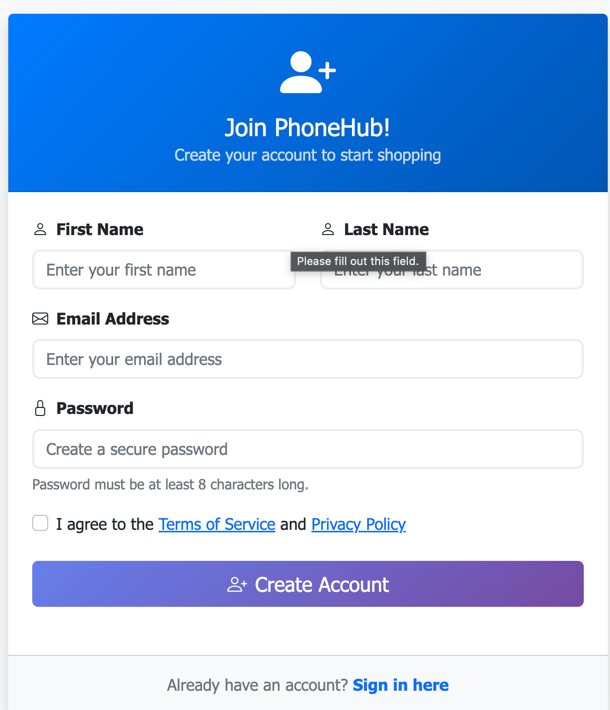 Join PhoneHub!
Create your account to start shopping
First Name
Last Name
Please fill out this field.
Enter your first name
Enter your last name
Email Address
Enter your email address
Password
Create a secure password
Password must be at least 8 characters long.
I agree to the Terms of Service and Privacy Policy
Create Account
Already have an account? Sign in here